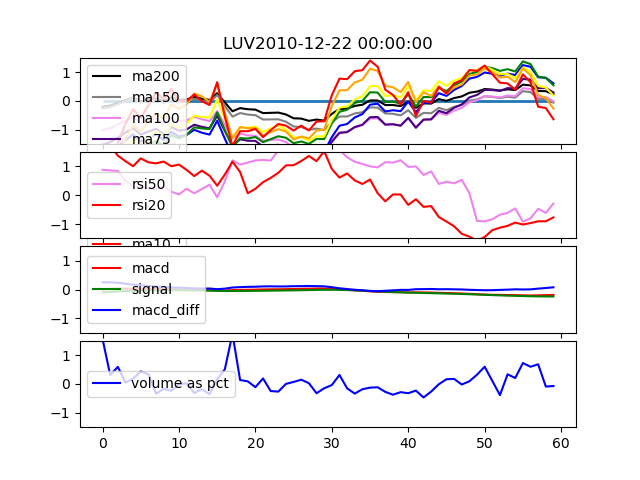 LUV2010-12-22 00:00:00
1
0
−1
ma200
ma150
ma100
ma75
1
0
−1
rsi50
rsi20
ma10
1
0
−1
macd
signal
macd_diff
1
0
−1
volume as pct
0 10 20 30 40 50 60